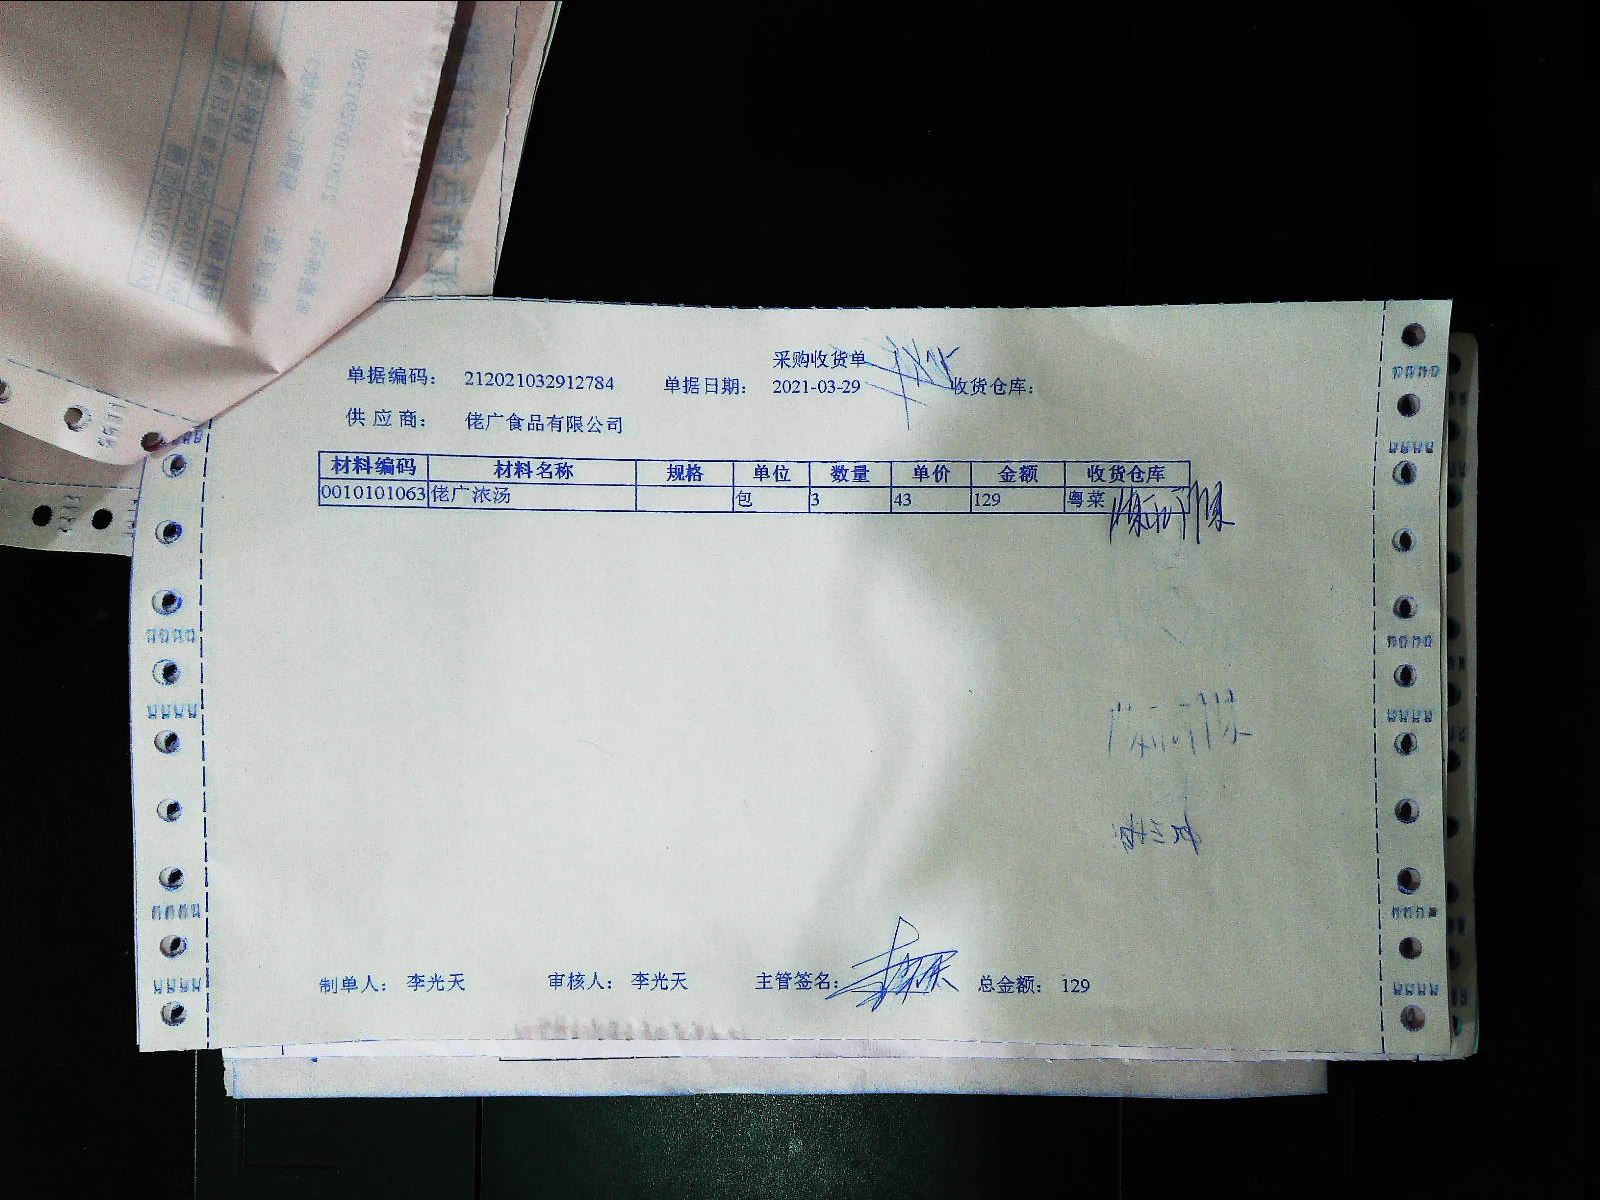 采购收货单
单据编码： 212021032912784 单据日期： 2021-03-29 收货仓库：
供 应 商： 佬广食品有限公司
材料编码 材料名称 规格 单位 数量 单价 金额 收货仓库
0010101063 佬广浓汤 包 3 43 129 粤菜
制单人： 李光天 审核人： 李光天 主管签名： 总金额： 129